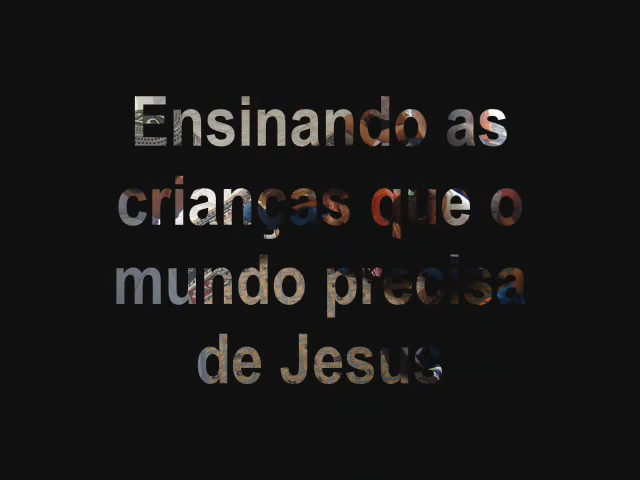 Ensinando as
crianças que o
mundo precisa
de Jesus